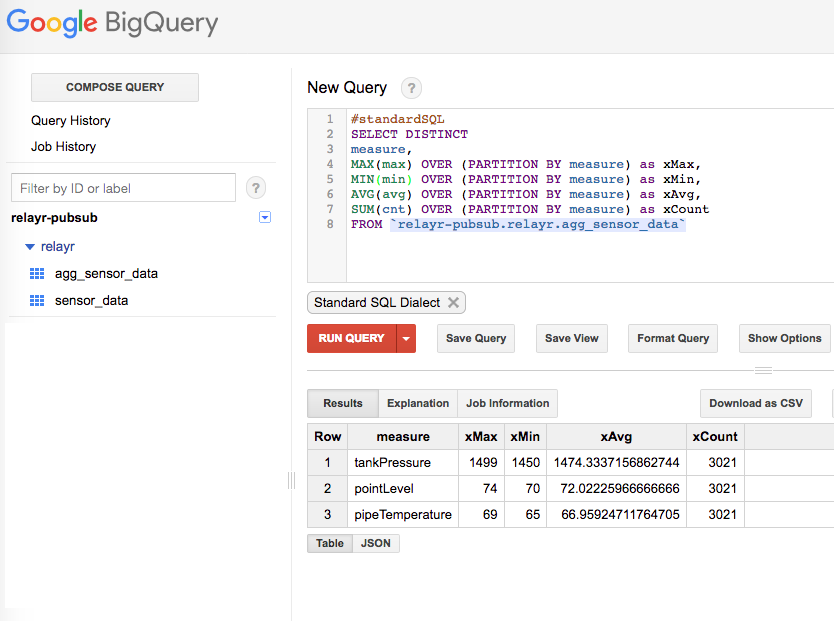 Google BigQuery
COMPOSE QUERY
Query History
Job History
Filter by ID or label
?
relayr-pubsub
relayr
agg_sensor_data
sensor_data
New Query ?
1 #standardSQL
2 SELECT DISTINCT
3 measure,
4 MAX(max) OVER (PARTITION BY measure) as xMax,
5 MIN(min) OVER (PARTITION BY measure) as xMin,
6 AVG(avg) OVER (PARTITION BY measure) as xAvg,
7 SUM(cnt) OVER (PARTITION BY measure) as xCount
8 FROM `relayr-pubsub.relayr.agg_sensor_data`
Standard SQL Dialect
RUN QUERY Save Query Save View Format Query Show Options
Results Explanation Job Information Download as CSV
Row measure xMax xMin xAvg xCount
1 tankPressure 1499 1450 1474.3337156862744 3021
2 pointLevel 74 70 72.02225966666666 3021
3 pipeTemperature 69 65 66.95924711764705 3021
Table JSON